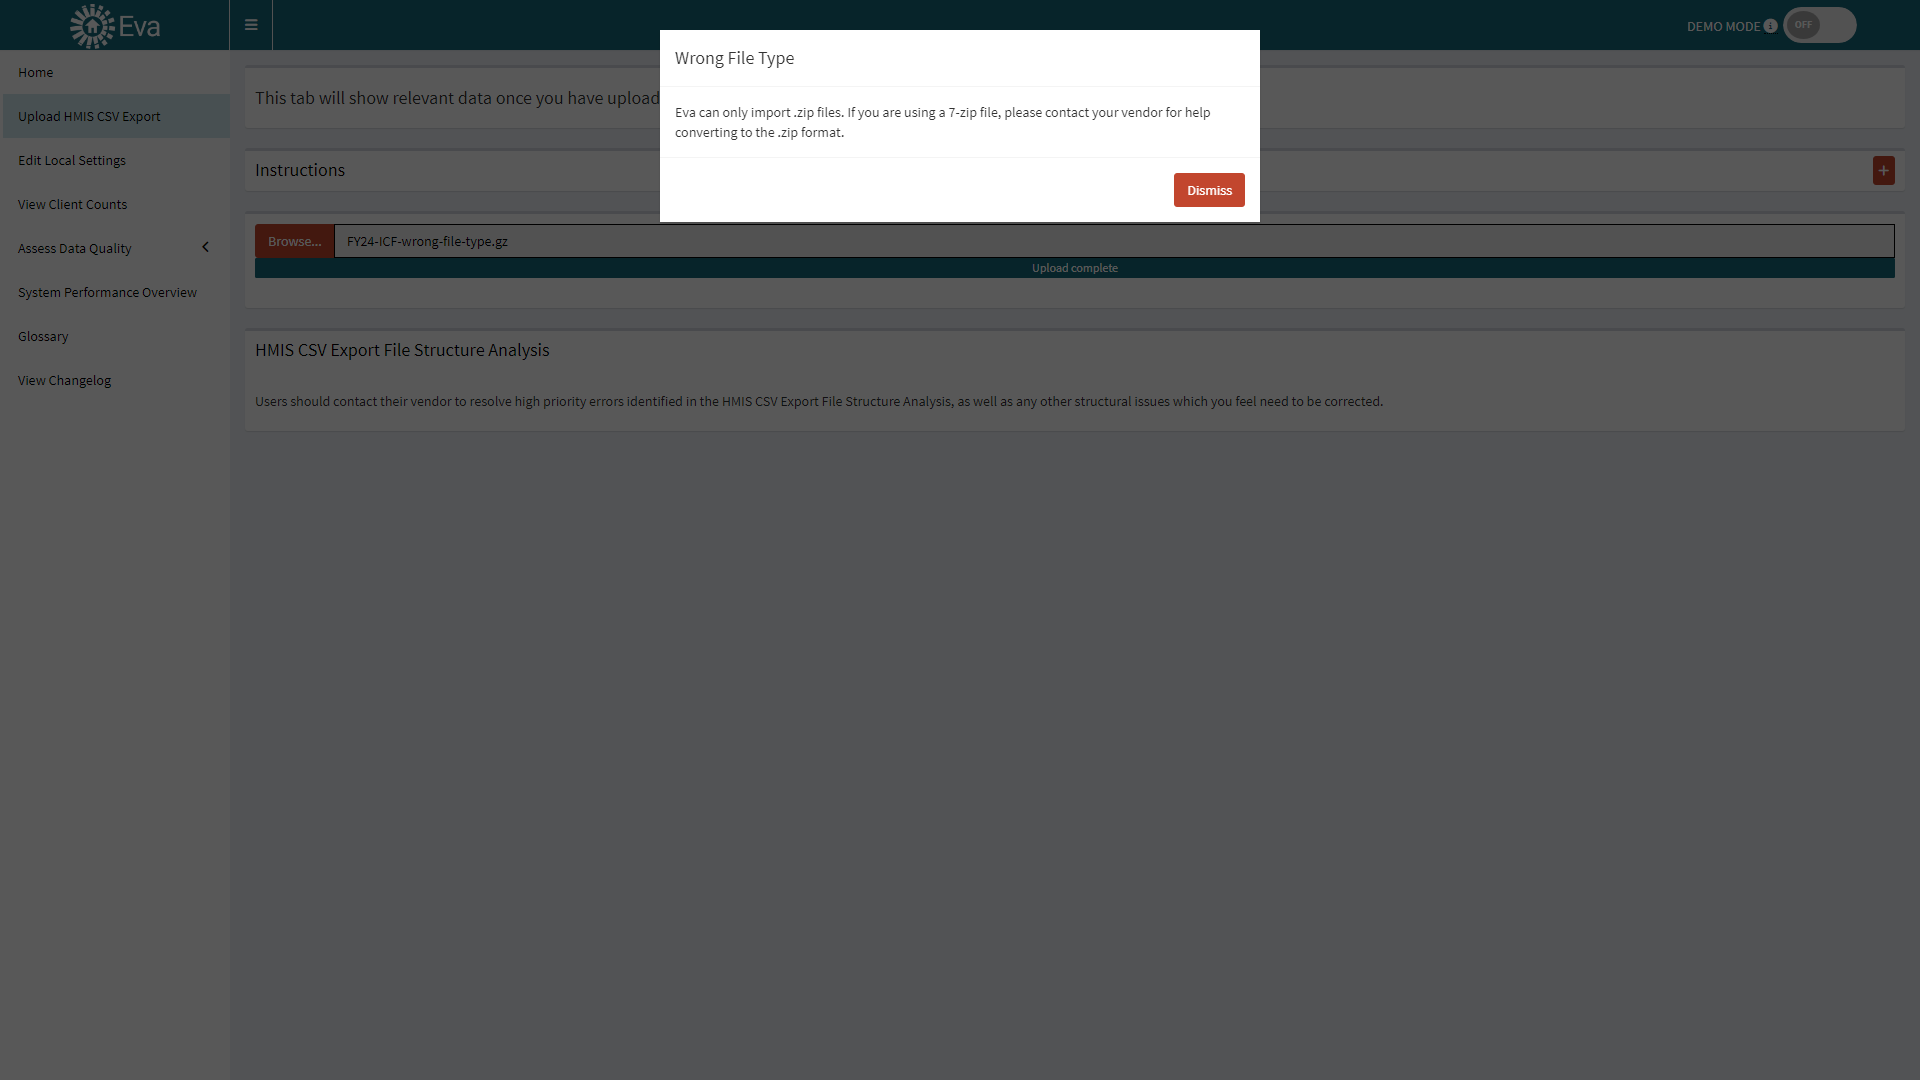 Eva
DEMO MODE
OFF
Home
Upload HMIS CSV Export
Edit Local Settings
View Client Counts
Assess Data Quality
System Performance Overview
Glossary
View Changelog
Wrong File Type
Eva can only import .zip files. If you are using a 7-zip file, please contact your vendor for help
converting to the .zip format.
Dismiss
This tab will show relevant data once you have upload
Instructions
Browse...
FY24-ICF-wrong-file-type.gz
Upload complete
HMIS CSV Export File Structure Analysis
Users should contact their vendor to resolve high priority errors identified in the HMIS CSV Export File Structure Analysis, as well as any other structural issues which you feel need to be corrected.